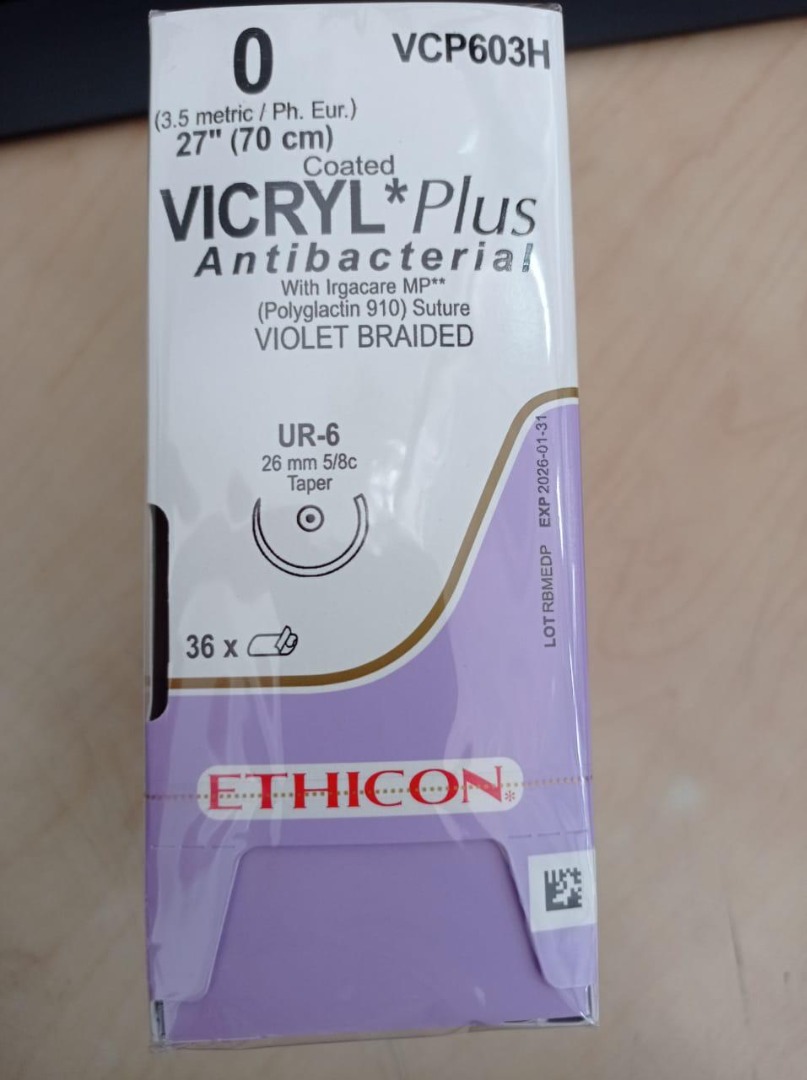 0
VCP603H
(3.5 metric / Ph. Eur.)
27" (70 cm)
Coated
VICRYL* Plus
Antibacterial
With Irgacare MP**
(Polyglactin 910) Suture
VIOLET BRAIDED
UR-6
26 mm 5/8c
Taper
36 x
LOT RBMEDP EXP 2026-01-31
ETHICON*